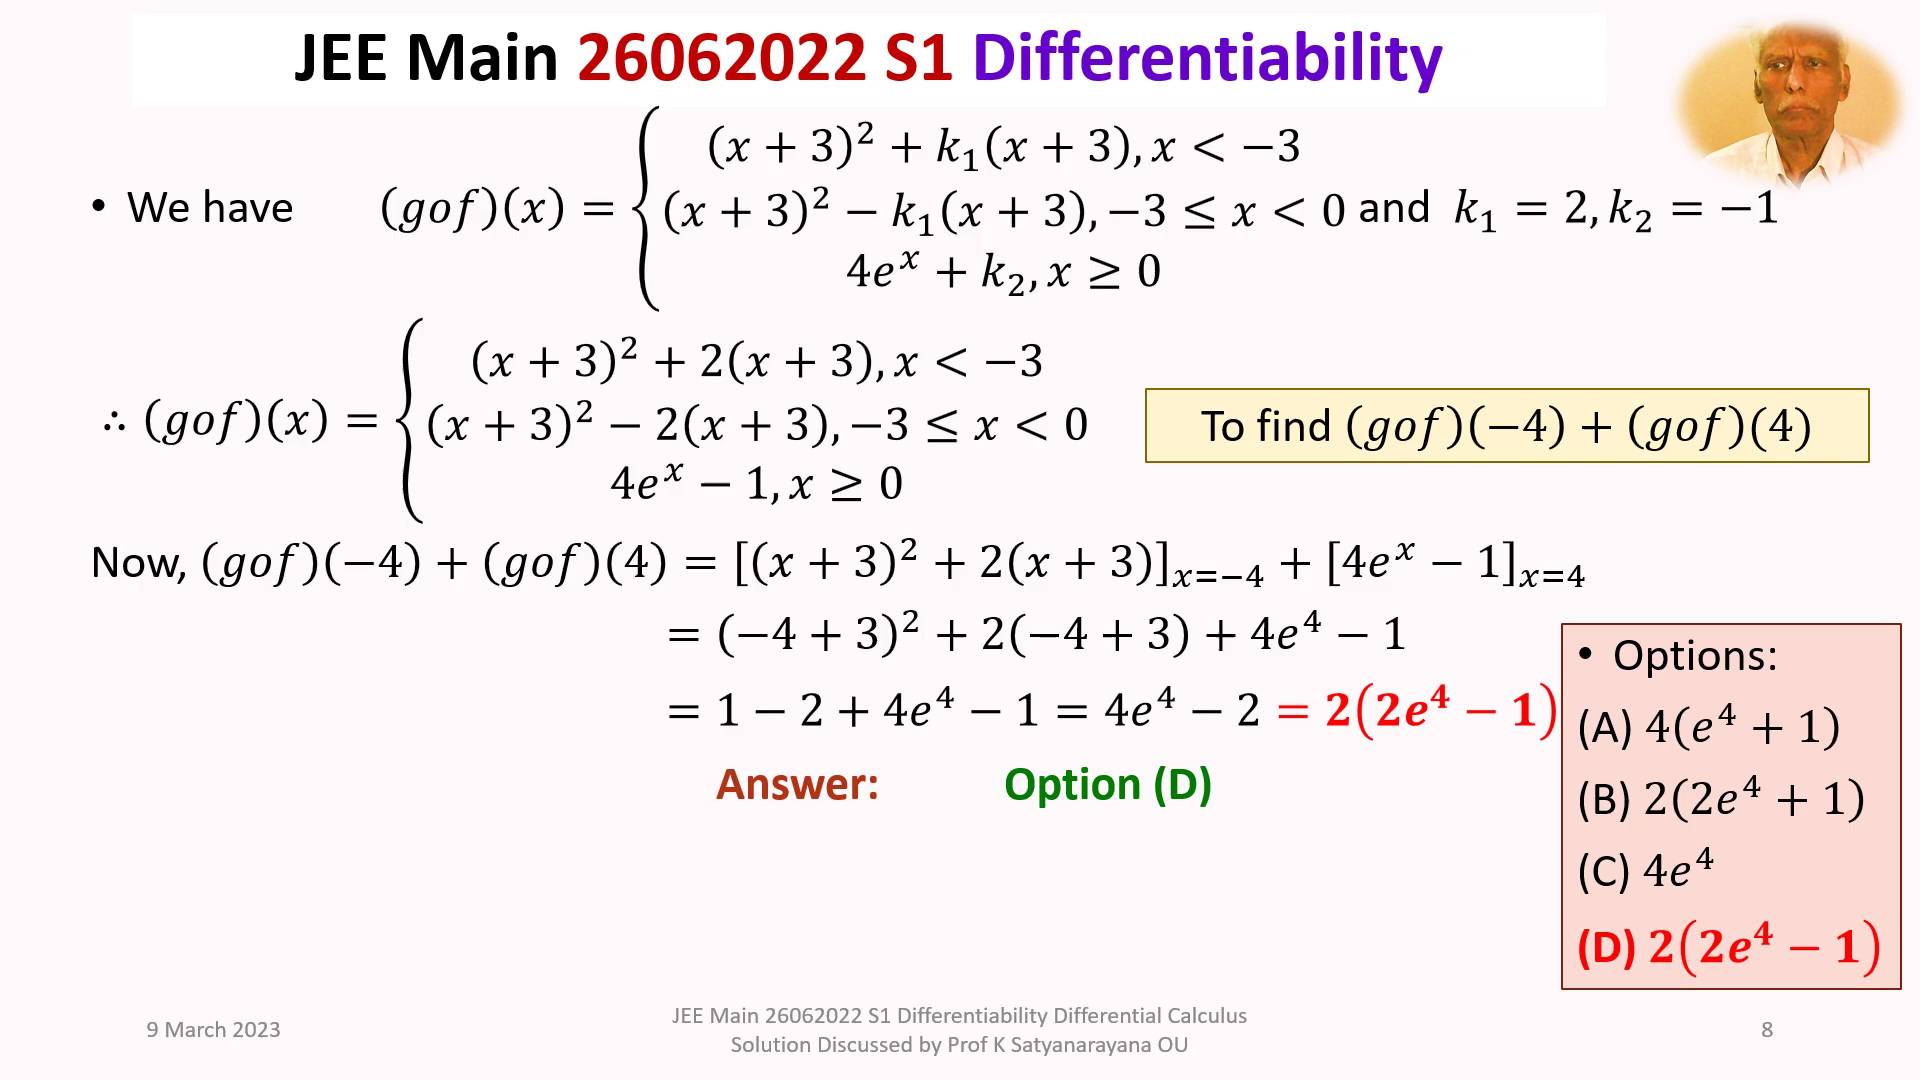 JEE Main 26062022 S1 Differentiability
• We have (gof)(x) = { (x + 3)² + k₁(x + 3), x < −3
(x + 3)² − k₁(x + 3), −3 ≤ x < 0 and k₁ = 2, k₂ = −1
4eˣ + k₂, x ≥ 0
∴ (gof)(x) = { (x + 3)² + 2(x + 3), x < −3
(x + 3)² − 2(x + 3), −3 ≤ x < 0
4eˣ − 1, x ≥ 0
To find (gof)(−4) + (gof)(4)
Now, (gof)(−4) + (gof)(4) = [(x + 3)² + 2(x + 3)]ₓ₌₋₄ + [4eˣ − 1]ₓ₌₄
= (−4 + 3)² + 2(−4 + 3) + 4e⁴ − 1
= 1 − 2 + 4e⁴ − 1 = 4e⁴ − 2 = 2(2e⁴ − 1)
Answer: Option (D)
• Options:
(A) 4(e⁴ + 1)
(B) 2(2e⁴ + 1)
(C) 4e⁴
(D) 2(2e⁴ − 1)
9 March 2023
JEE Main 26062022 S1 Differentiability Differential Calculus
Solution Discussed by Prof K Satyanarayana OU
8